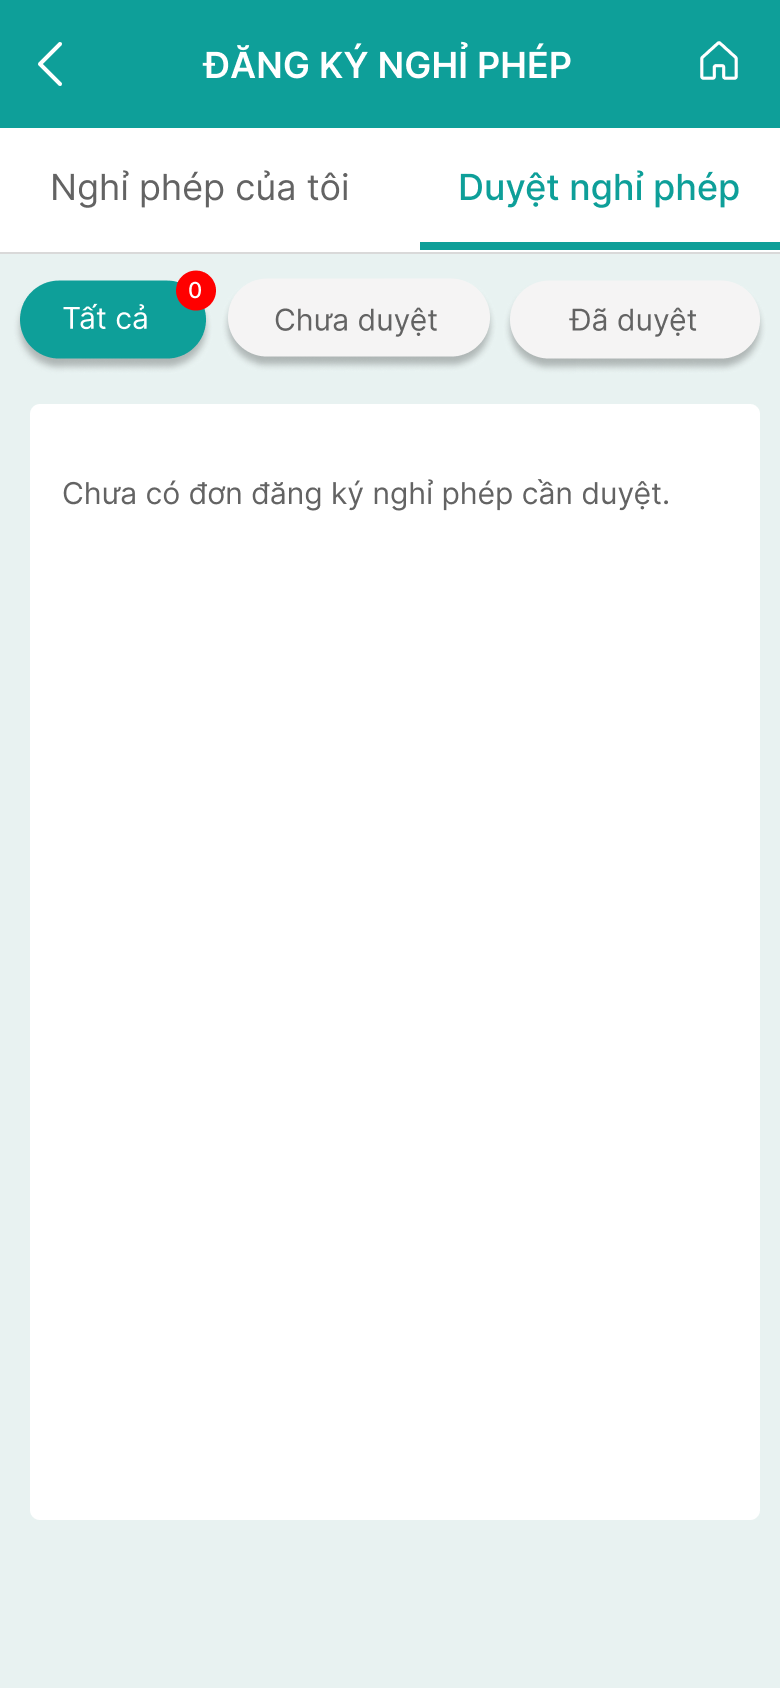 ĐĂNG KÝ NGHỈ PHÉP
Nghỉ phép của tôi
Duyệt nghỉ phép
Tất cả
0
Chưa duyệt
Đã duyệt
Chưa có đơn đăng ký nghỉ phép cần duyệt.